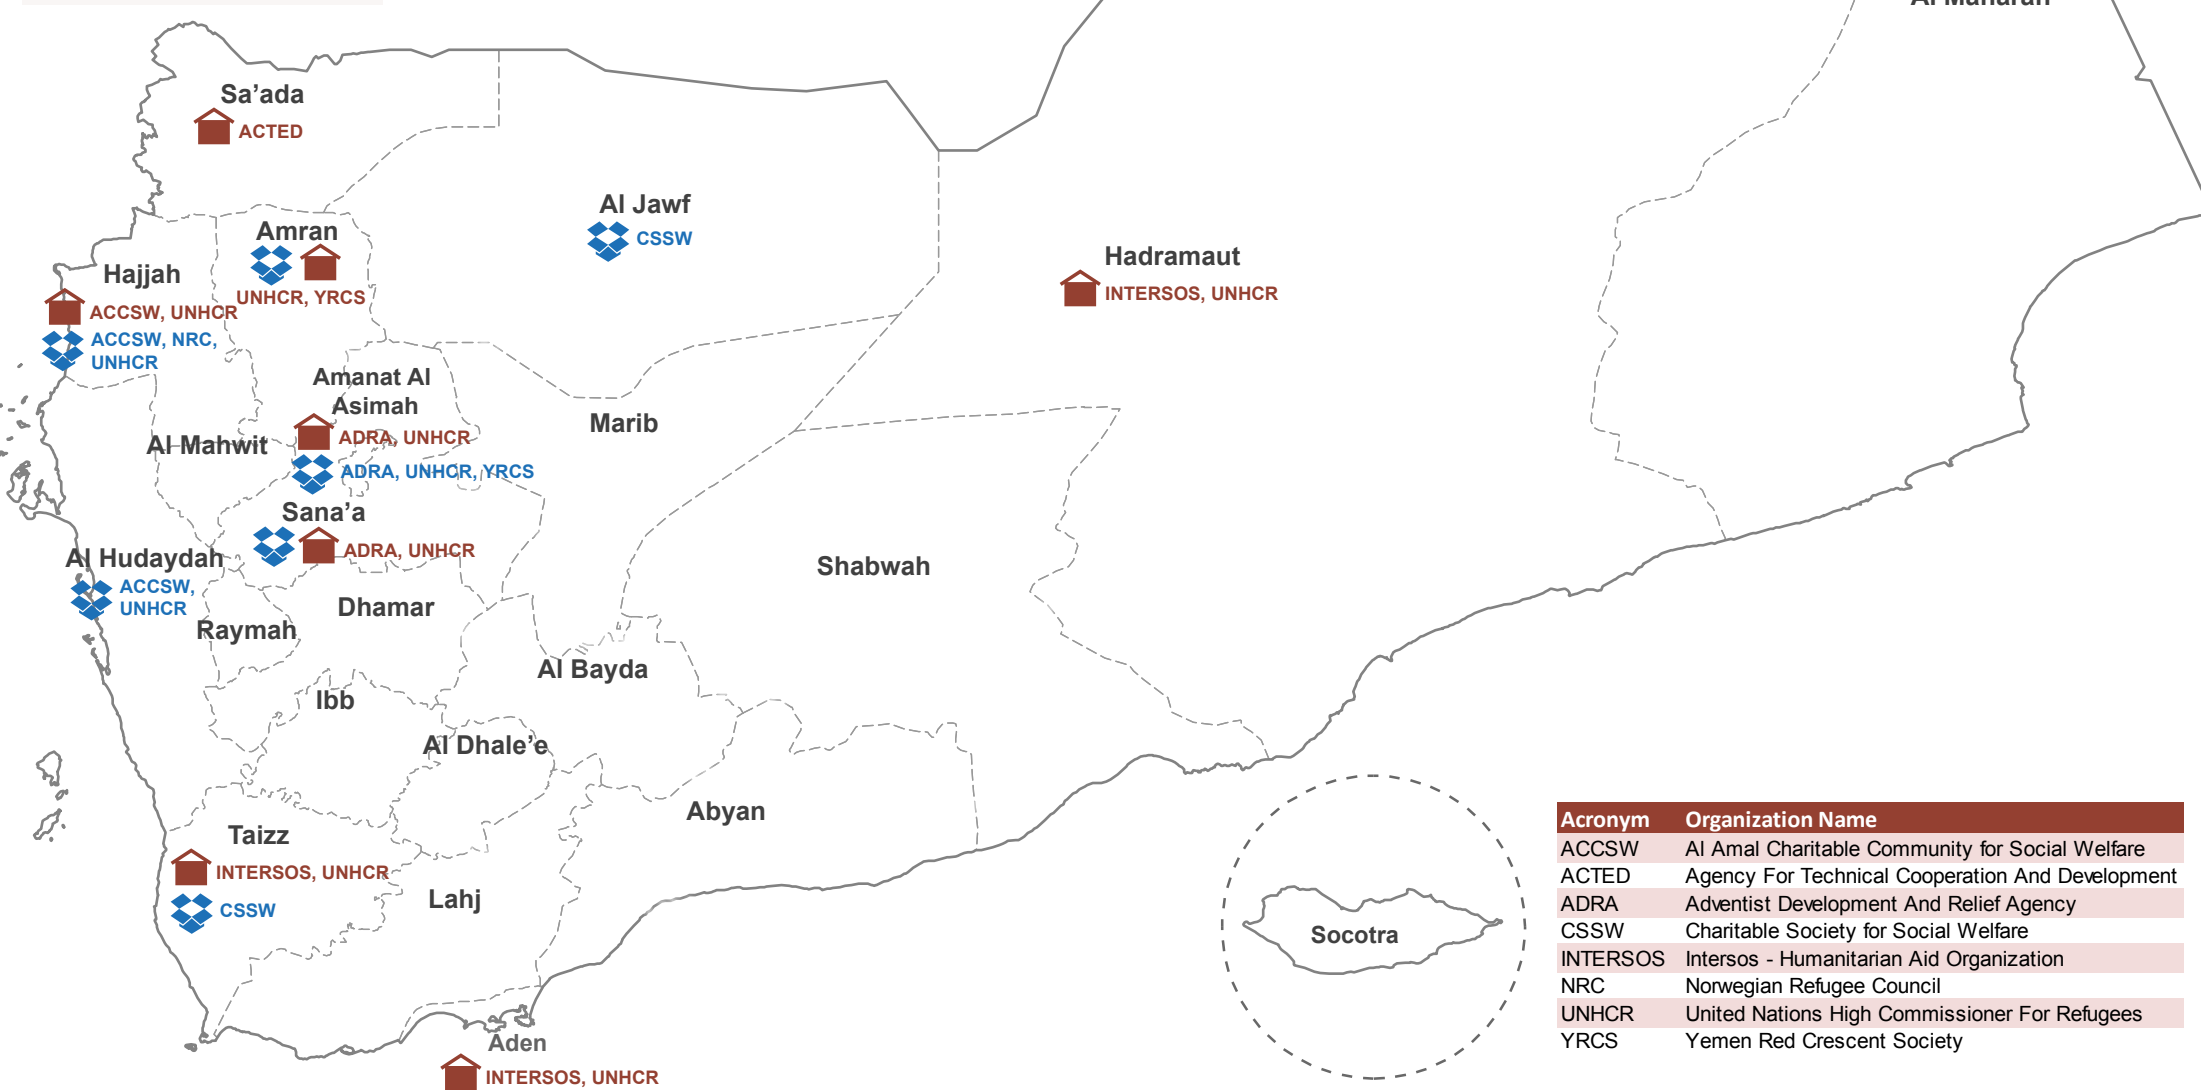 Al Maharah
Sa’ada
ACTED
Al Jawf
CSSW
Amran
UNHCR, YRCS
Hadramaut
INTERSOS, UNHCR
Hajjah
ACCSW, UNHCR
ACCSW, NRC,
UNHCR
Amanat Al
Asimah
ADRA, UNHCR
ADRA, UNHCR, YRCS
Marib
Al Mahwit
Sana’a
ADRA, UNHCR
Al Hudaydah
ACCSW,
UNHCR
Shabwah
Dhamar
Raymah
Al Bayda
Ibb
Al Dhale’e
Abyan
Taizz
INTERSOS, UNHCR
CSSW
Lahj
Socotra
Aden
INTERSOS, UNHCR
Acronym Organization Name
ACCSW Al Amal Charitable Community for Social Welfare
ACTED Agency For Technical Cooperation And Development
ADRA Adventist Development And Relief Agency
CSSW Charitable Society for Social Welfare
INTERSOS Intersos - Humanitarian Aid Organization
NRC Norwegian Refugee Council
UNHCR United Nations High Commissioner For Refugees
YRCS Yemen Red Crescent Society